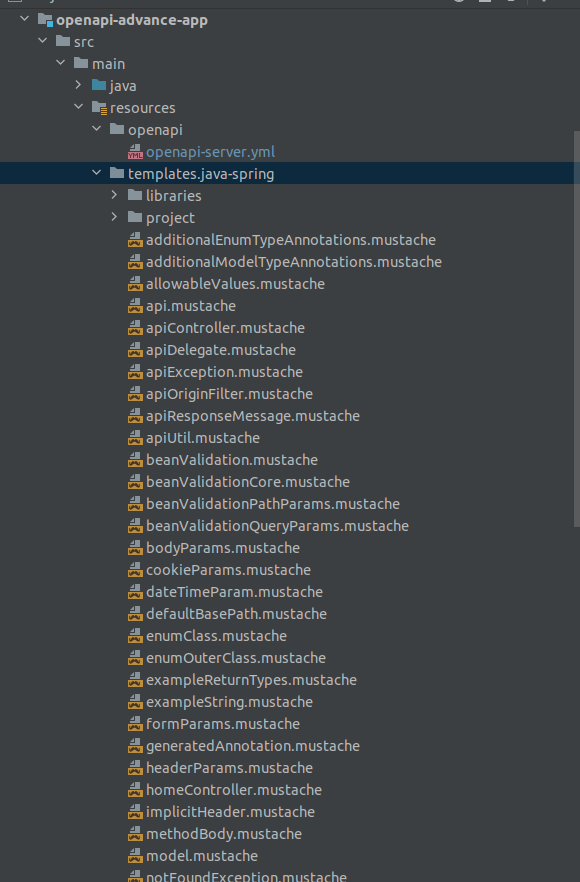 openapi-advance-app
src
main
java
resources
openapi
YML openapi-server.yml
templates.java-spring
libraries
project
additionalEnumTypeAnnotations.mustache
additionalModelTypeAnnotations.mustache
allowableValues.mustache
api.mustache
apiController.mustache
apiDelegate.mustache
apiException.mustache
apiOriginFilter.mustache
apiResponseMessage.mustache
apiUtil.mustache
beanValidation.mustache
beanValidationCore.mustache
beanValidationPathParams.mustache
beanValidationQueryParams.mustache
bodyParams.mustache
cookieParams.mustache
dateTimeParam.mustache
defaultBasePath.mustache
enumClass.mustache
enumOuterClass.mustache
exampleReturnTypes.mustache
exampleString.mustache
formParams.mustache
generatedAnnotation.mustache
headerParams.mustache
homeController.mustache
implicitHeader.mustache
methodBody.mustache
model.mustache
notFoundException.mustache